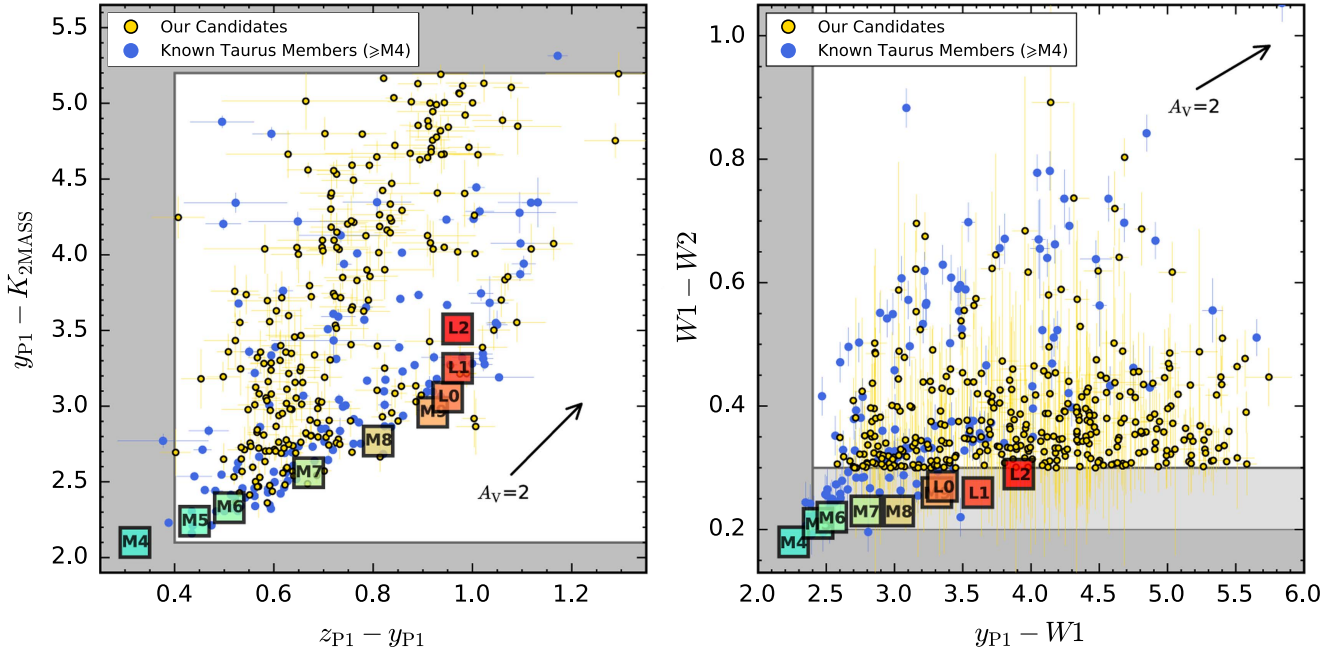 Our Candidates
Known Taurus Members (⩾M4)
5.5
5.0
4.5
4.0
3.5
3.0
2.5
2.0
y_P1 − K_2MASS
L2
L1
L0
M9
M8
M7
M6
M5
M4
A_V=2
0.4
0.6
0.8
1.0
1.2
z_P1 − y_P1
Our Candidates
Known Taurus Members (⩾M4)
1.0
0.8
0.6
0.4
0.2
W1 − W2
A_V=2
M4
M6
M7
M8
L0
L1
L2
2.0
2.5
3.0
3.5
4.0
4.5
5.0
5.5
6.0
y_P1 − W1